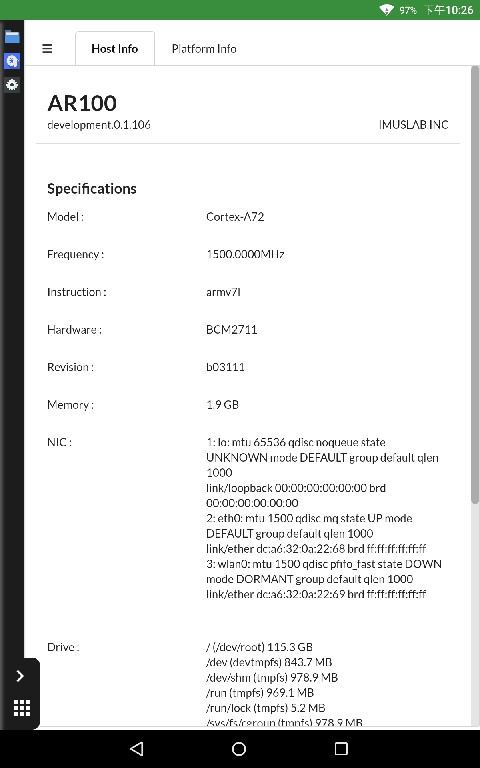 97% 下午10:26
Host Info Platform Info
AR100
development.0.1.106 IMUSLAB.INC
Specifications
Model : Cortex-A72
Frequency : 1500.0000MHz
Instruction : armv7l
Hardware : BCM2711
Revision : b03111
Memory : 1.9 GB
NIC : 1: lo: mtu 65536 qdisc noqueue state
UNKNOWN mode DEFAULT group default qlen
1000
link/loopback 00:00:00:00:00:00 brd
00:00:00:00:00:00
2: eth0: mtu 1500 qdisc mq state UP mode
DEFAULT group default qlen 1000
link/ether dc:a6:32:0a:22:68 brd ff:ff:ff:ff:ff:ff
3: wlan0: mtu 1500 qdisc pfifo_fast state DOWN
mode DORMANT group default qlen 1000
link/ether dc:a6:32:0a:22:69 brd ff:ff:ff:ff:ff:ff
Drive : / (/dev/root) 115.3 GB
/dev (devtmpfs) 843.7 MB
/dev/shm (tmpfs) 978.9 MB
/run (tmpfs) 969.1 MB
/run/lock (tmpfs) 5.2 MB
/sys/fs/cgroup (tmpfs) 978.9 MB